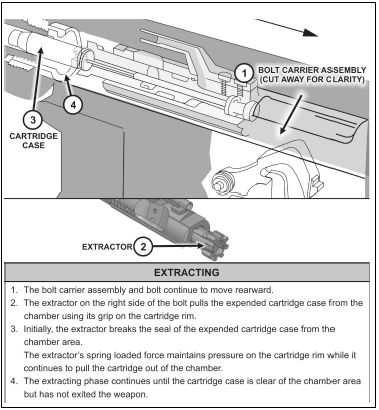 1
BOLT CARRIER ASSEMBLY
(CUT AWAY FOR CLARITY)
4
3
CARTRIDGE
CASE
EXTRACTOR 2
EXTRACTING
1. The bolt carrier assembly and bolt continue to move rearward.
2. The extractor on the right side of the bolt pulls the expended cartridge case from the
chamber using its grip on the cartridge rim.
3. Initially, the extractor breaks the seal of the expended cartridge case from the
chamber area.
The extractor's spring loaded force maintains pressure on the cartridge rim while it
continues to pull the cartridge out of the chamber.
4. The extracting phase continues until the cartridge case is clear of the chamber area
but has not exited the weapon.